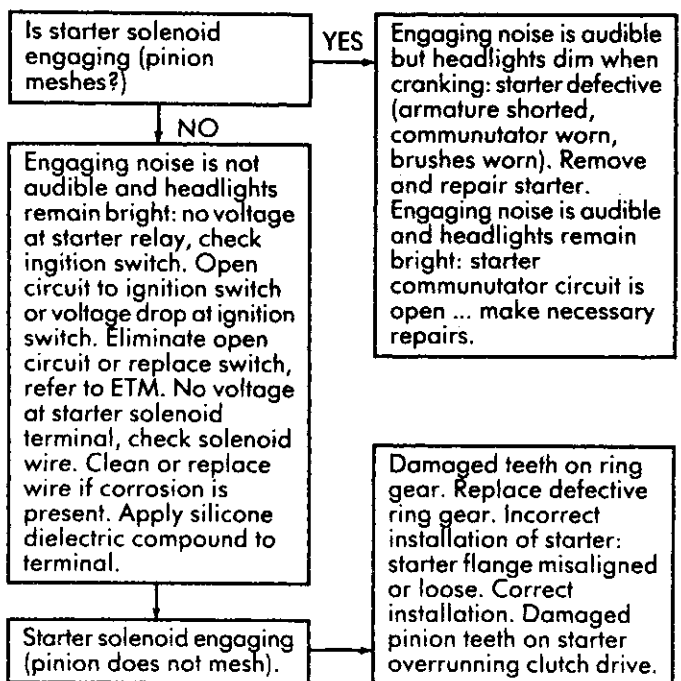 Is starter solenoid
engaging (pinion
meshes?)
YES
Engaging noise is audible
but headlights dim when
cranking: starter defective
(armature shorted,
communutator worn,
brushes worn). Remove
and repair starter.
Engaging noise is audible
and headlights remain
bright: starter
communutator circuit is
open ... make necessary
repairs.
NO
Engaging noise is not
audible and headlights
remain bright: no voltage
at starter relay, check
ingition switch. Open
circuit to ignition switch
or voltage drop at ignition
switch. Eliminate open
circuit or replace switch,
refer to ETM. No voltage
at starter solenoid
terminal, check solenoid
wire. Clean or replace
wire if corrosion is
present. Apply silicone
dielectric compound to
terminal.
Starter solenoid engaging
(pinion does not mesh).
Damaged teeth on ring
gear. Replace defective
ring gear. Incorrect
installation of starter:
starter flange misaligned
or loose. Correct
installation. Damaged
pinion teeth on starter
overrunning clutch drive.